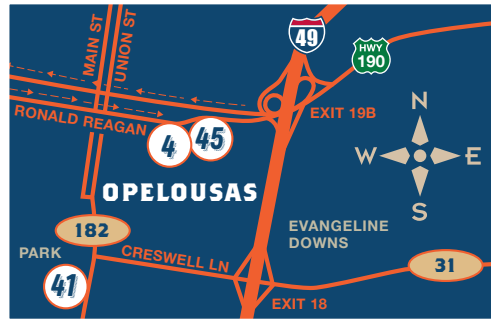 MAIN ST
UNION ST
49
HWY
190
RONALD REAGAN
EXIT 19B
4
45
N
W
E
S
OPELOUSAS
182
EVANGELINE
DOWNS
PARK
CRESWELL LN
31
41
EXIT 18